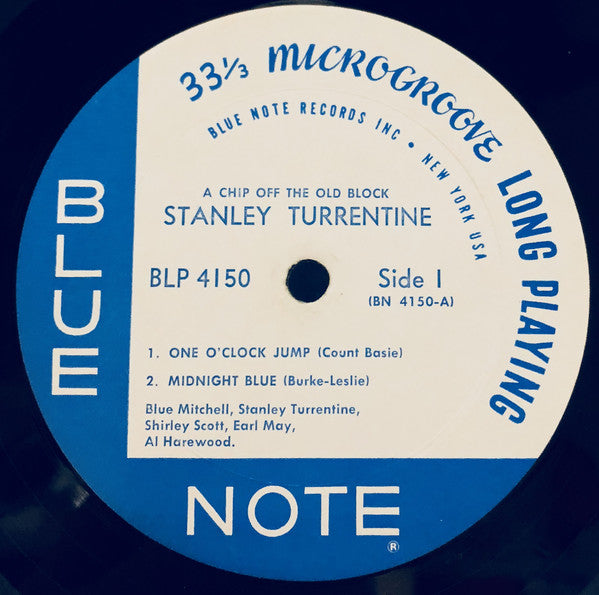 33⅓ MICROGROOVE LONG PLAYING
BLUE NOTE RECORDS INC • NEW YORK USA
A CHIP OFF THE OLD BLOCK
STANLEY TURRENTINE
BLP 4150
Side 1
(BN 4150-A)
1. ONE O'CLOCK JUMP (Count Basie)
2. MIDNIGHT BLUE (Burke-Leslie)
Blue Mitchell, Stanley Turrentine,
Shirley Scott, Earl May,
Al Harewood.
BLUE
NOTE
®